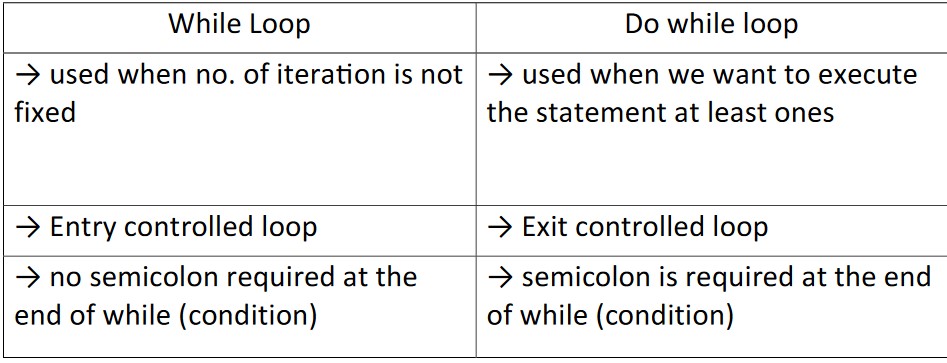 While Loop
Do while loop
→ used when no. of iteration is not
fixed
→ used when we want to execute
the statement at least ones
→ Entry controlled loop
→ Exit controlled loop
→ no semicolon required at the
end of while (condition)
→ semicolon is required at the end
of while (condition)